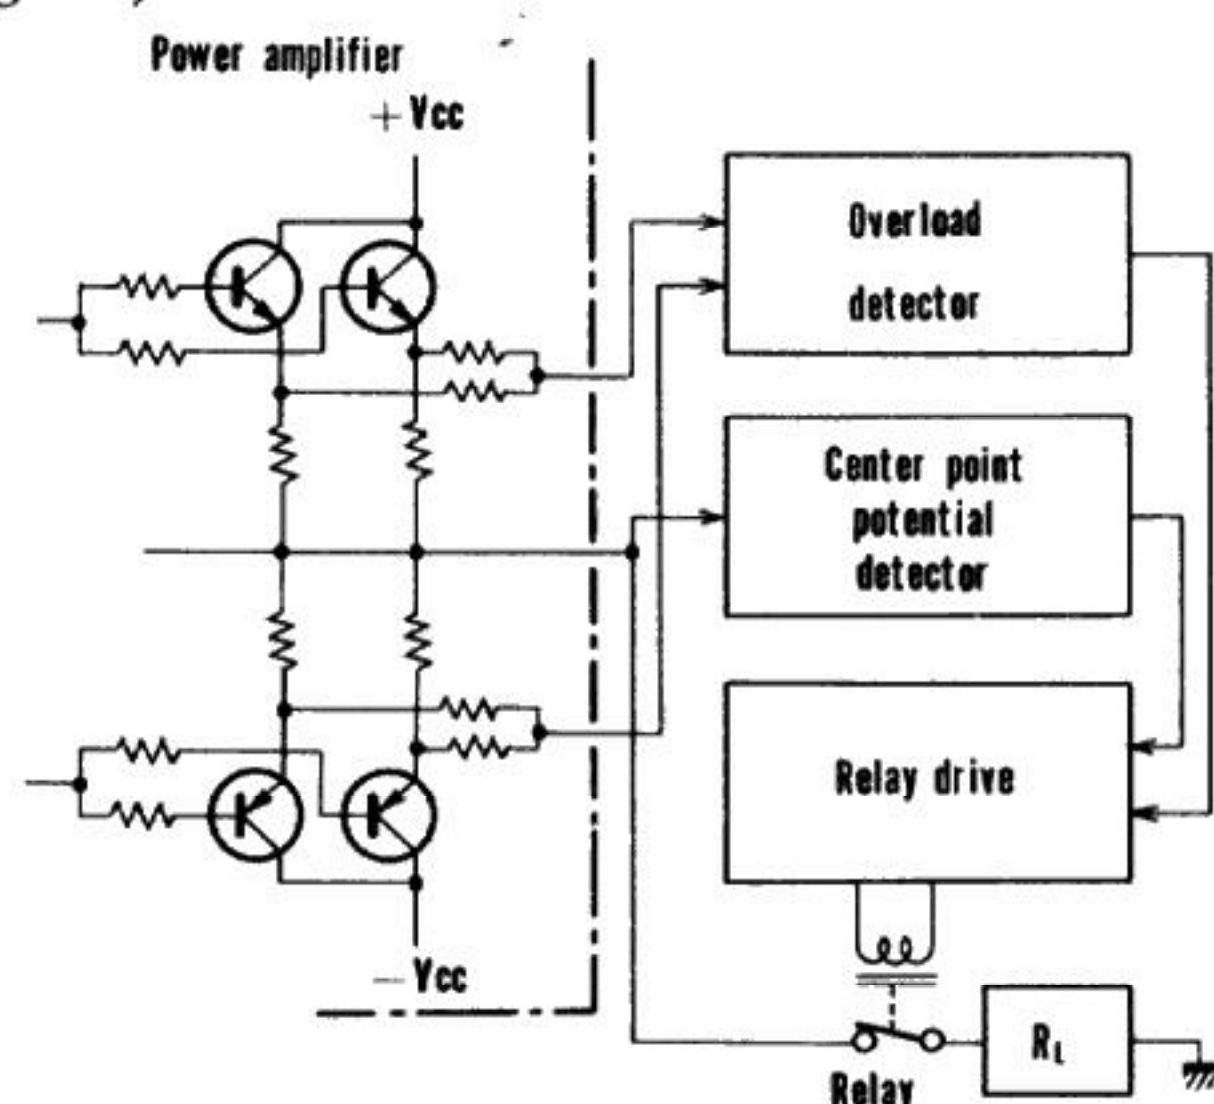 Power amplifier
+ Vcc
Overload
detector
Center point
potential
detector
Relay drive
- Vcc
RL
Relay